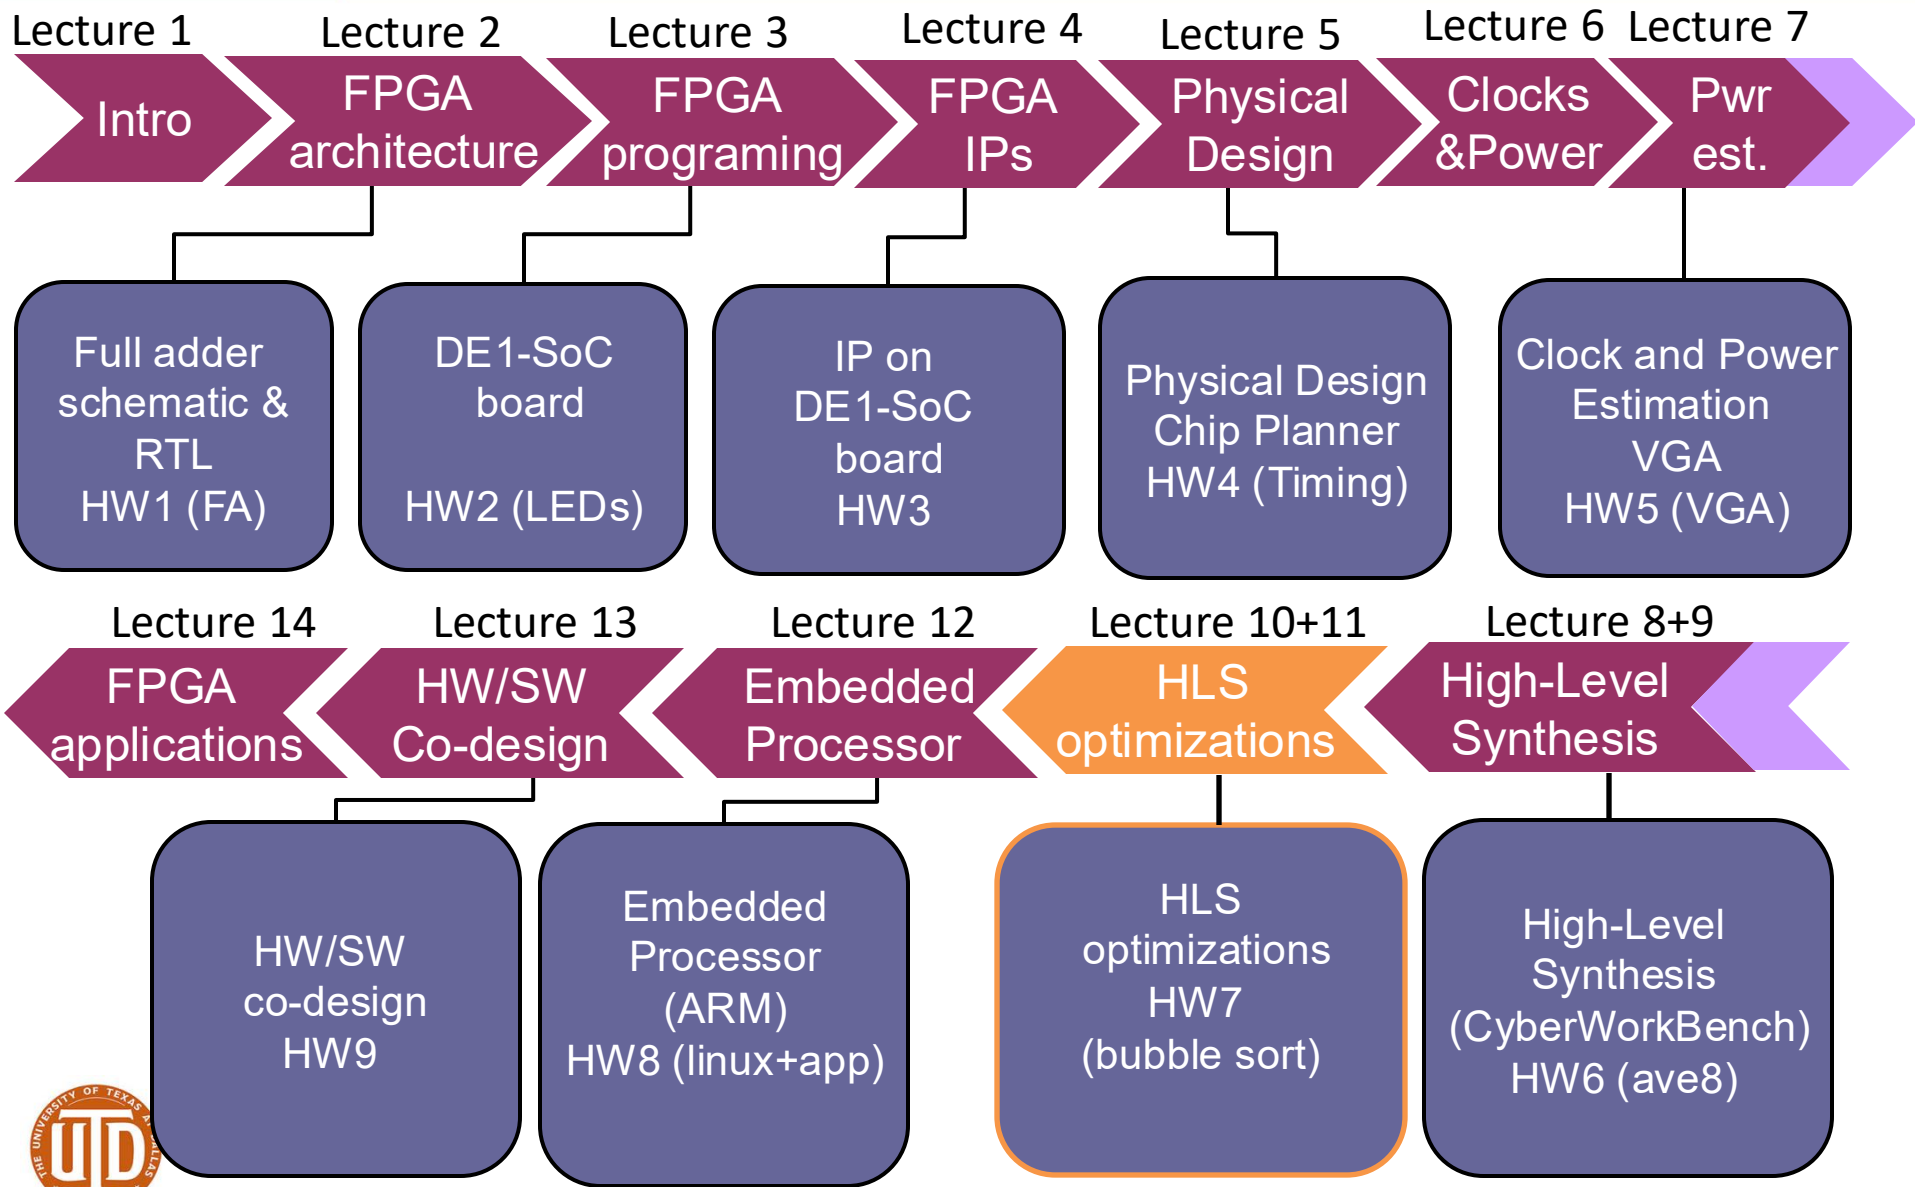 Lecture 1
Lecture 2
Lecture 3
Lecture 4
Lecture 5
Lecture 6
Lecture 7
Intro
FPGA
architecture
FPGA
programing
FPGA
IPs
Physical
Design
Clocks
&Power
Pwr
est.
Full adder
schematic &
RTL
HW1 (FA)
DE1-SoC
board
HW2 (LEDs)
IP on
DE1-SoC
board
HW3
Physical Design
Chip Planner
HW4 (Timing)
Clock and Power
Estimation
VGA
HW5 (VGA)
Lecture 14
Lecture 13
Lecture 12
Lecture 10+11
Lecture 8+9
FPGA
applications
HW/SW
Co-design
Embedded
Processor
HLS
optimizations
High-Level
Synthesis
HW/SW
co-design
HW9
Embedded
Processor
(ARM)
HW8 (linux+app)
HLS
optimizations
HW7
(bubble sort)
High-Level
Synthesis
(CyberWorkBench)
HW6 (ave8)
THE UNIVERSITY OF TEXAS
UTD